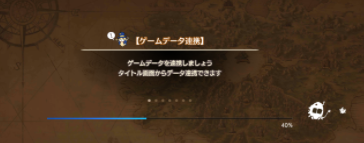 【ゲームデータ連携】
ゲームデータを連携しましょう
タイトル画面からデータ連携できます
40%